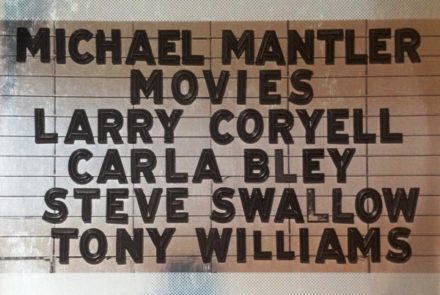 MICHAEL MANTLER
MOVIES
LARRY CORYELL
CARLA BLEY
STEVE SWALLOW
TONY WILLIAMS